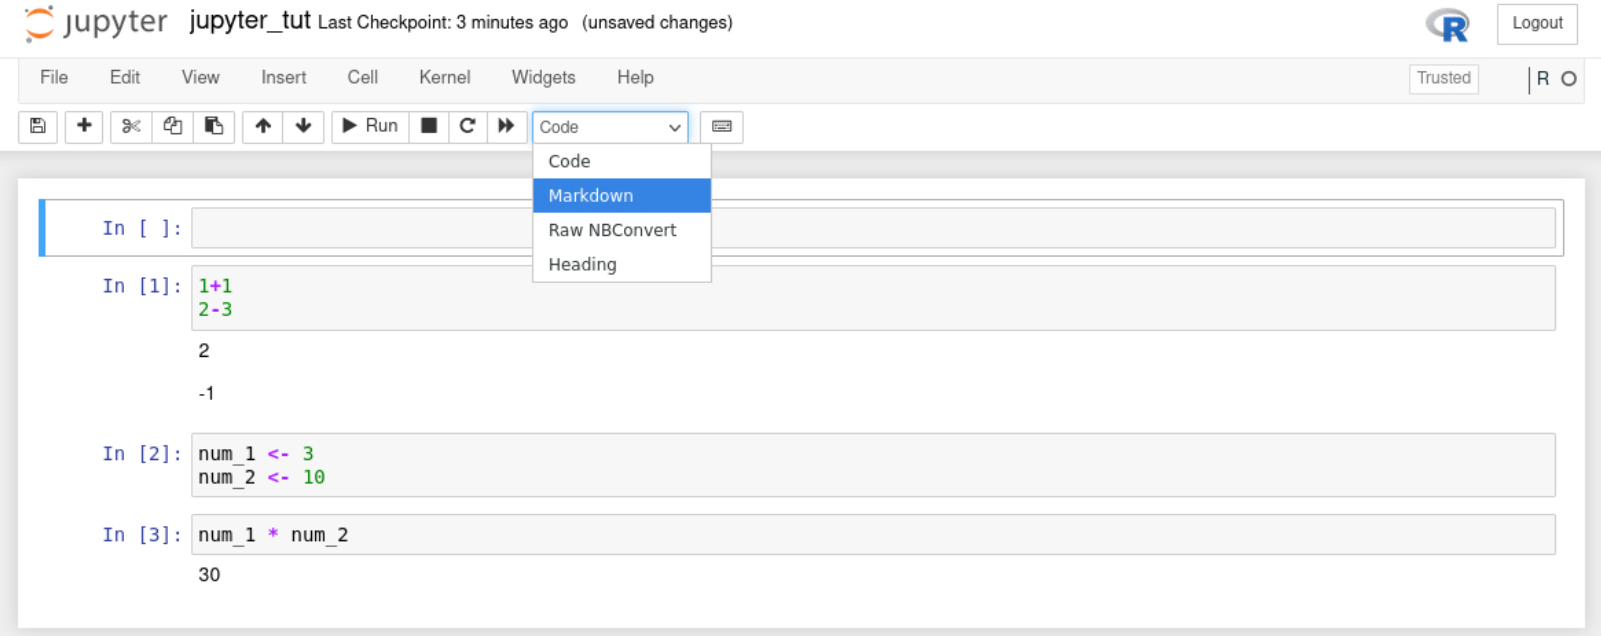 jupyter jupyter_tut Last Checkpoint: 3 minutes ago (unsaved changes) R Logout
File Edit View Insert Cell Kernel Widgets Help Trusted R
Run Code
Code
Markdown
Raw NBConvert
Heading
In [ ]:
In [1]: 1+1
2-3
2
-1
In [2]: num_1 <- 3
num_2 <- 10
In [3]: num_1 * num_2
30